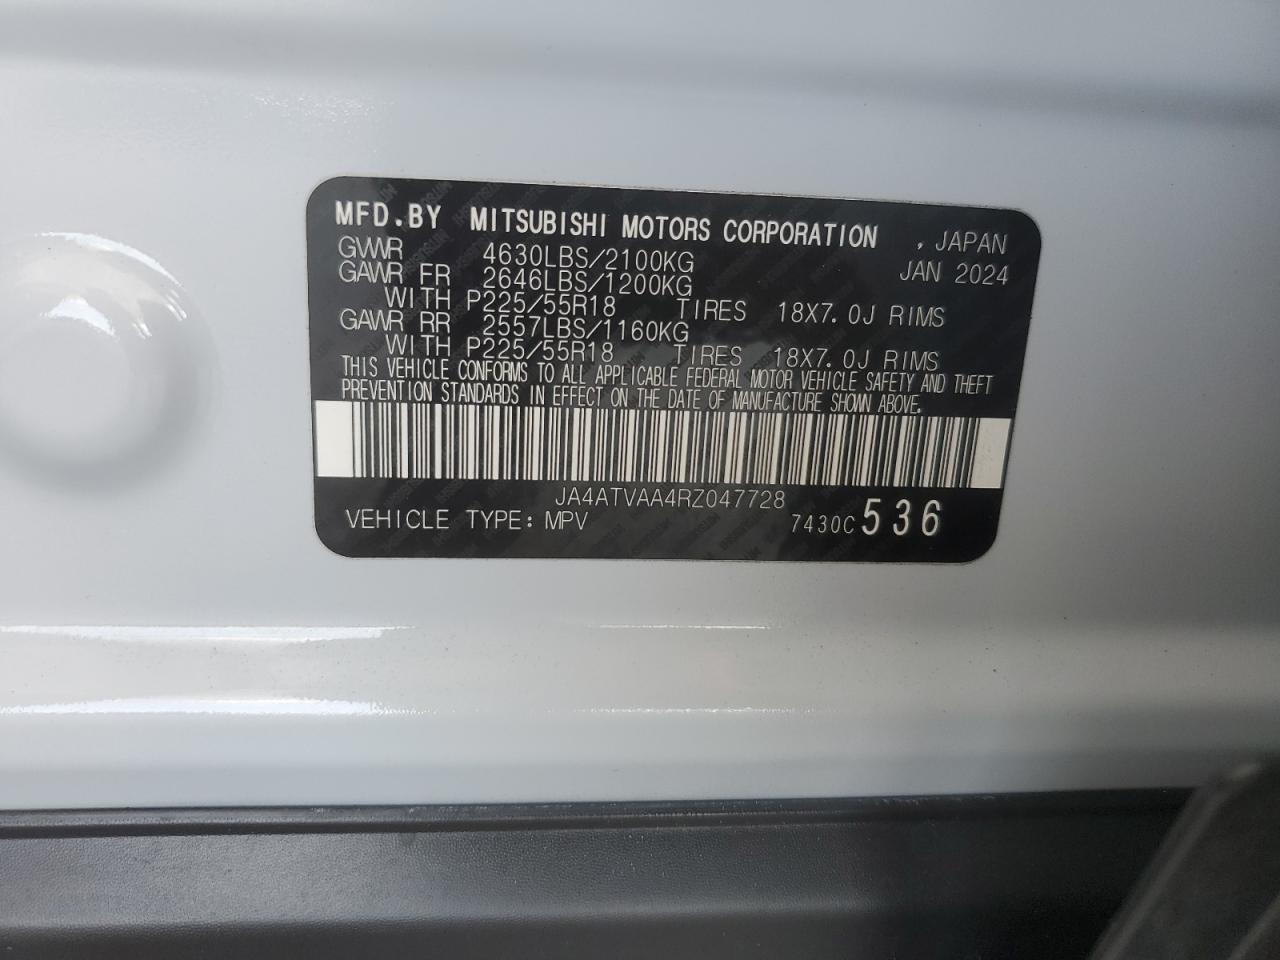 MFD.BY MITSUBISHI MOTORS CORPORATION , JAPAN
GVWR 4630LBS/2100KG JAN 2024
GAWR FR 2646LBS/1200KG
WITH P225/55R18 TIRES 18X7.0J RIMS
GAWR RR 2557LBS/1160KG
WITH P225/55R18 TIRES 18X7.0J RIMS
THIS VEHICLE CONFORMS TO ALL APPLICABLE FEDERAL MOTOR VEHICLE SAFETY AND THEFT
PREVENTION STANDARDS IN EFFECT ON THE DATE OF MANUFACTURE SHOWN ABOVE.
JA4ATVAA4RZ047728
VEHICLE TYPE: MPV 7430C 536